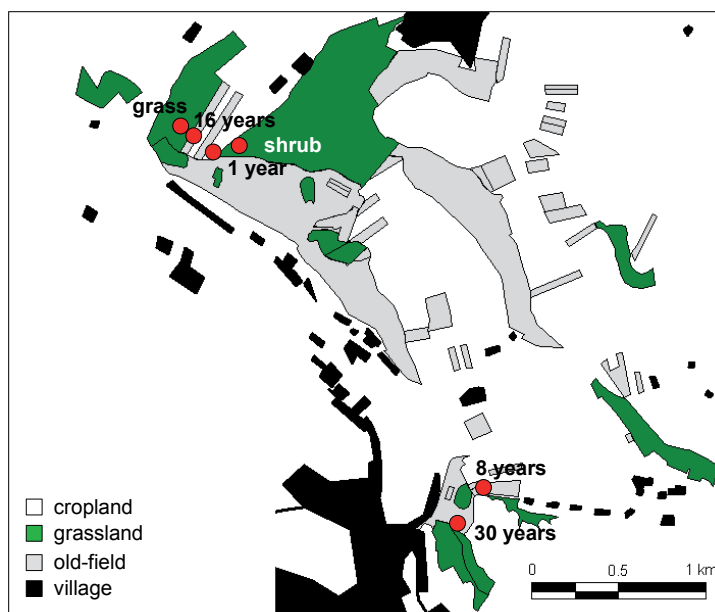 grass
16 years
shrub
1 year
8 years
30 years
cropland
grassland
old-field
village
0 0.5 1 km